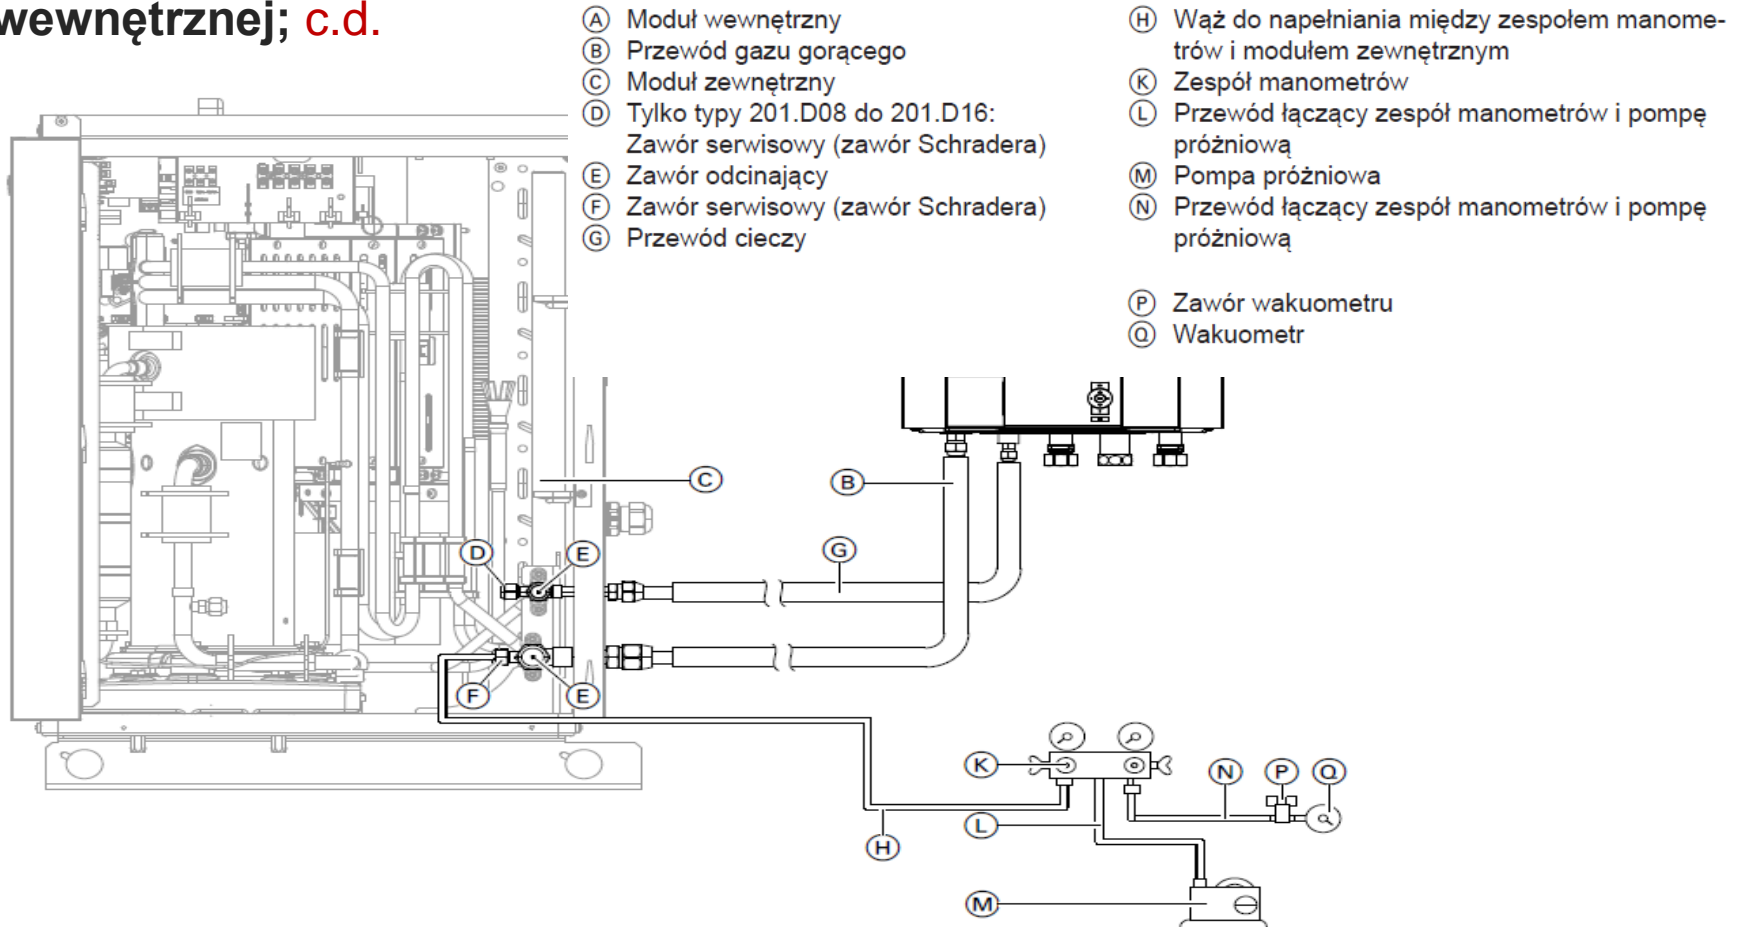 wewnętrznej; c.d.
Ⓐ Moduł wewnętrzny
Ⓑ Przewód gazu gorącego
Ⓒ Moduł zewnętrzny
Ⓓ Tylko typy 201.D08 do 201.D16:
Zawór serwisowy (zawór Schradera)
Ⓔ Zawór odcinający
Ⓕ Zawór serwisowy (zawór Schradera)
Ⓖ Przewód cieczy
Ⓗ Wąż do napełniania między zespołem manome-
trów i modułem zewnętrznym
Ⓚ Zespół manometrów
Ⓛ Przewód łączący zespół manometrów i pompę
próżniową
Ⓜ Pompa próżniowa
Ⓝ Przewód łączący zespół manometrów i pompę
próżniową
Ⓟ Zawór wakuometru
Ⓠ Wakuometr
Ⓒ
Ⓑ
Ⓓ
Ⓔ
Ⓖ
Ⓕ
Ⓔ
Ⓚ
Ⓝ
Ⓟ
Ⓠ
Ⓛ
Ⓗ
Ⓜ